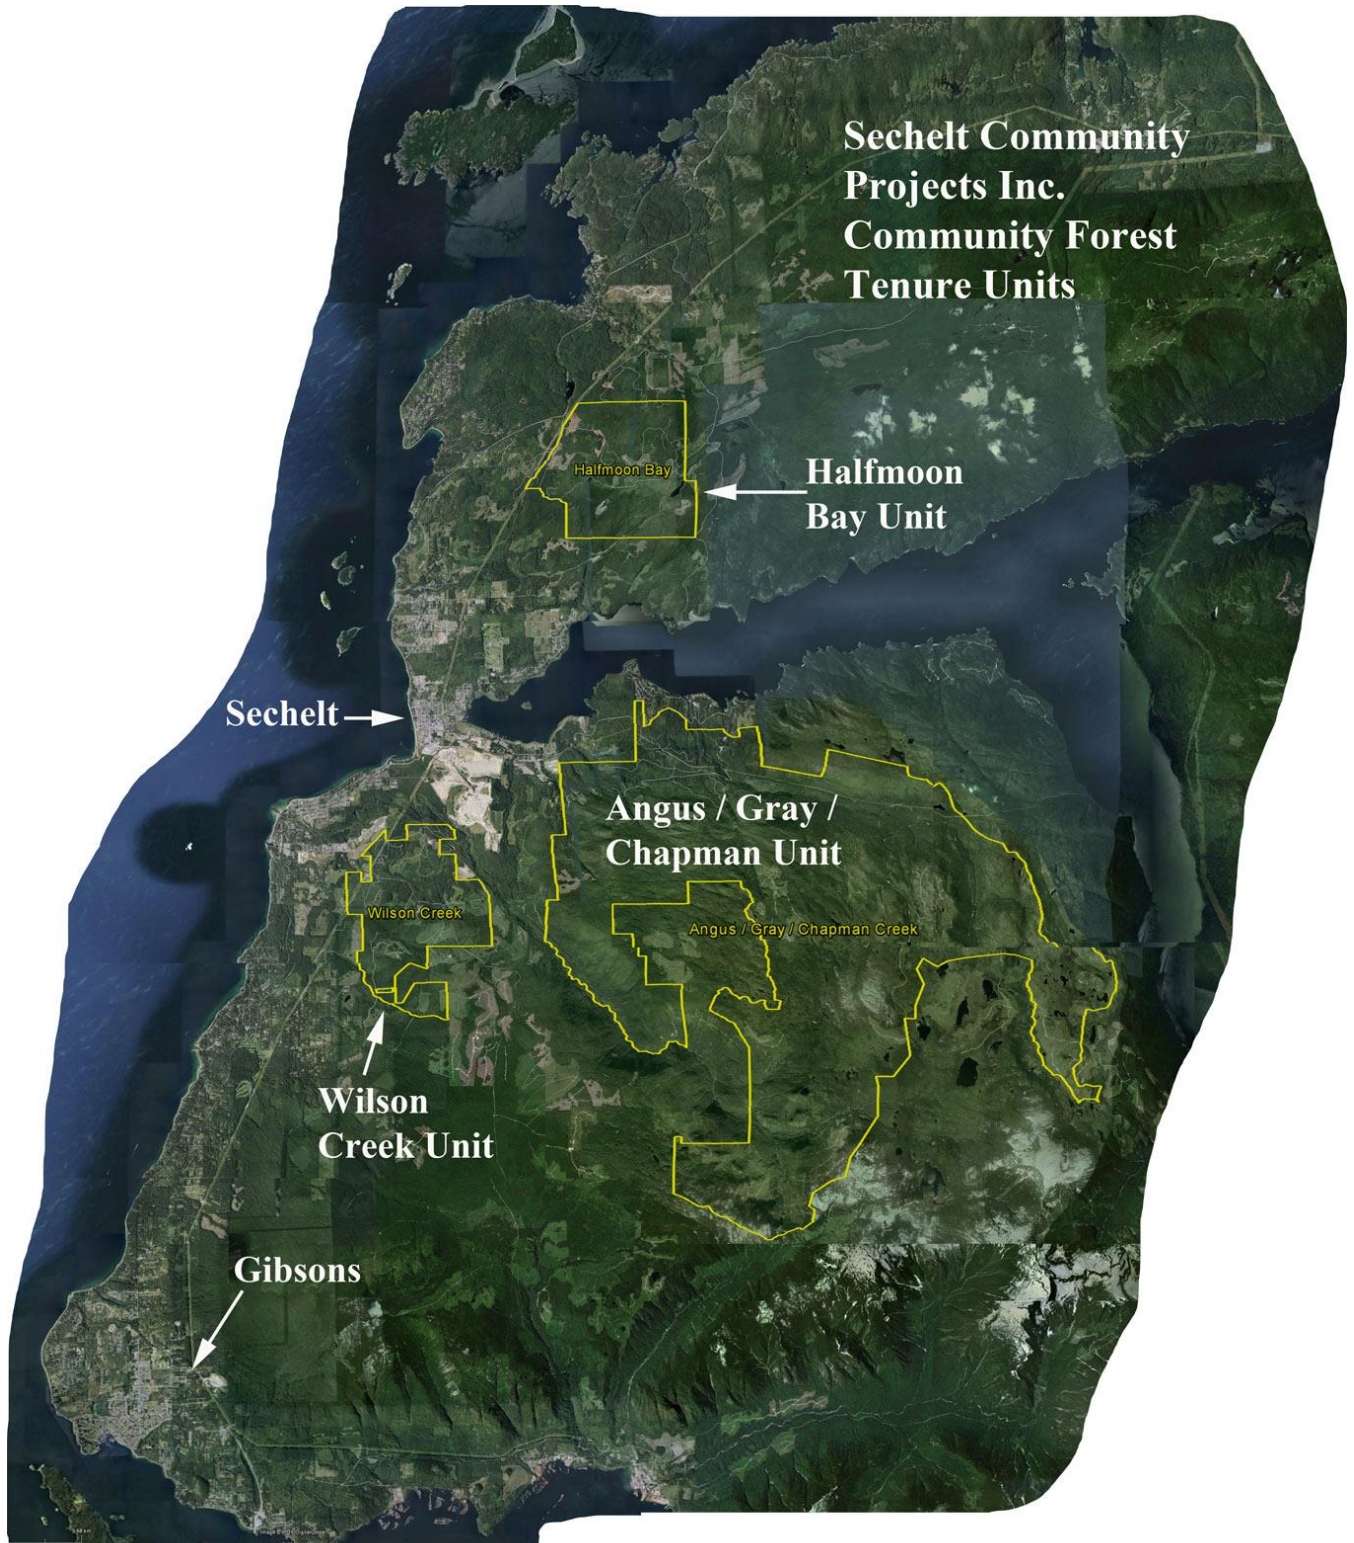 Sechelt Community
Projects Inc.
Community Forest
Tenure Units
Halfmoon Bay
Halfmoon
Bay Unit
Sechelt
Angus / Gray /
Chapman Unit
Wilson Creek
Angus / Gray / Chapman Creek
Wilson
Creek Unit
Gibsons